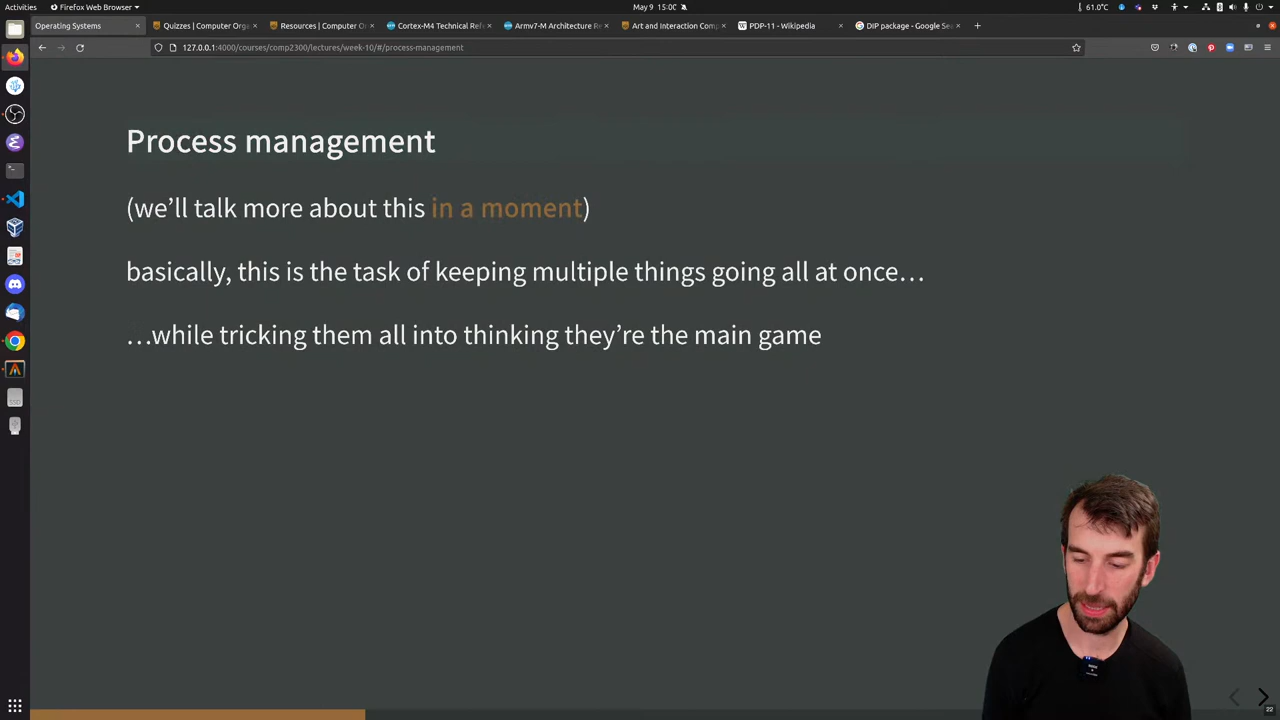 Activities
Firefox Web Browser
May 9 15:00
61.0°C
Operating Systems
Quizzes | Computer Org
Resources | Computer O
Cortex-M4 Technical Ref
Armv7-M Architecture Re
Art and Interaction Comp
PDP-11 - Wikipedia
DIP package - Google Sea
127.0.0.1:4000/courses/comp2300/lectures/week-10/#/process-management
Process management
(we’ll talk more about this in a moment)
basically, this is the task of keeping multiple things going all at once…
…while tricking them all into thinking they’re the main game
22